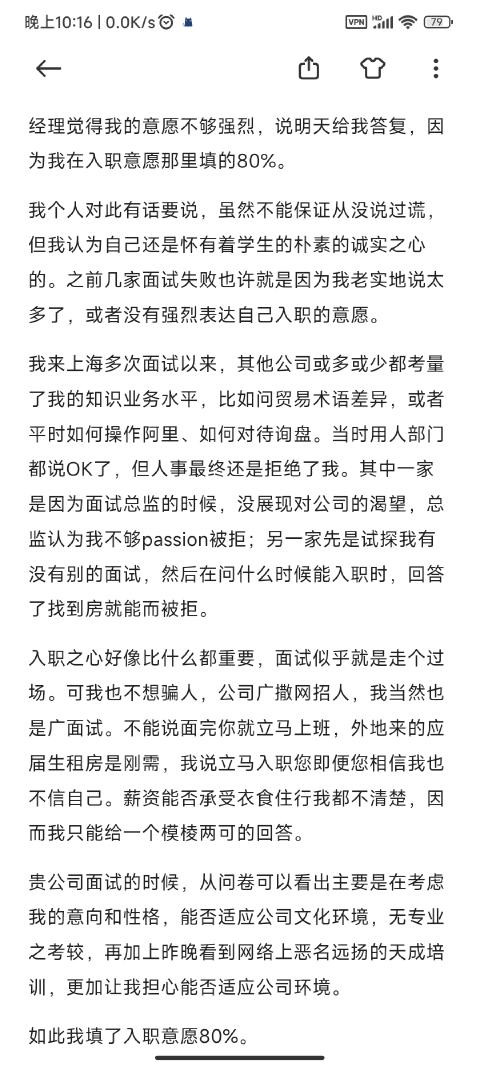 晚上10:16 | 0.0K/s
VPN HD 79
经理觉得我的意愿不够强烈，说明天给我答复，因
为我在入职意愿那里填的80%。
我个人对此有话要说，虽然不能保证从没说过谎，
但我认为自己还是怀有着学生的朴素的诚实之心
的。之前几家面试失败也许就是因为我老实地说太
多了，或者没有强烈表达自己入职的意愿。
我来上海多次面试以来，其他公司或多或少都考量
了我的知识业务水平，比如问贸易术语差异，或者
平时如何操作阿里、如何对待询盘。当时用人部门
都说OK了，但人事最终还是拒绝了我。其中一家
是因为面试总监的时候，没展现对公司的渴望，总
监认为我不够passion被拒；另一家先是试探我有
没有别的面试，然后在问什么时候能入职时，回答
了找到房就能而被拒。
入职之心好像比什么都重要，面试似乎就是走个过
场。可我也不想骗人，公司广撒网招人，我当然也
是广面试。不能说面完你就立马上班，外地来的应
届生租房是刚需，我说立马入职您即便您相信我也
不信自己。薪资能否承受衣食住行我都不清楚，因
而我只能给一个模棱两可的回答。
贵公司面试的时候，从问卷可以看出主要是在考虑
我的意向和性格，能否适应公司文化环境，无专业
之考较，再加上昨晚看到网络上恶名远扬的天成培
训，更加让我担心能否适应公司环境。
如此我填了入职意愿80%。